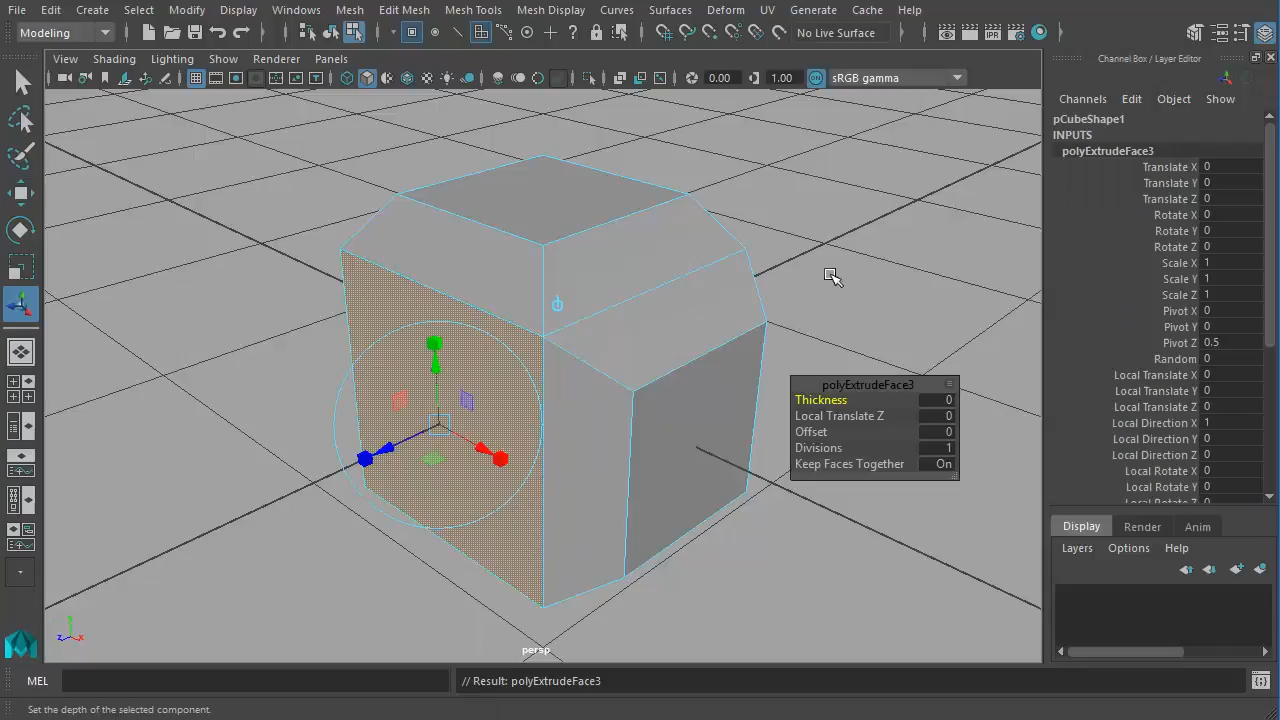 File Edit Create Select Modify Display Windows Mesh Edit Mesh Mesh Tools Mesh Display Curves Surfaces Deform UV Generate Cache Help
Modeling
No Live Surface
View Shading Lighting Show Renderer Panels
0.00
1.00
sRGB gamma
Channel Box / Layer Editor
Channels Edit Object Show
pCubeShape1
INPUTS
polyExtrudeFace3
Translate X 0
Translate Y 0
Translate Z 0
Rotate X 0
Rotate Y 0
Rotate Z 0
Scale X 1
Scale Y 1
Scale Z 1
Pivot X 0
Pivot Y 0
Pivot Z 0.5
Random 0
Local Translate X 0
Local Translate Y 0
Local Translate Z 0
Local Direction X 1
Local Direction Y 0
Local Direction Z 0
Local Rotate X 0
Local Rotate Y 0
Local Rotate Z 0
polyExtrudeFace3
Thickness 0
Local Translate Z 0
Offset 0
Divisions 1
Keep Faces Together On
Display Render Anim
Layers Options Help
y
z
x
persp
MEL
// Result: polyExtrudeFace3
Set the depth of the selected component.